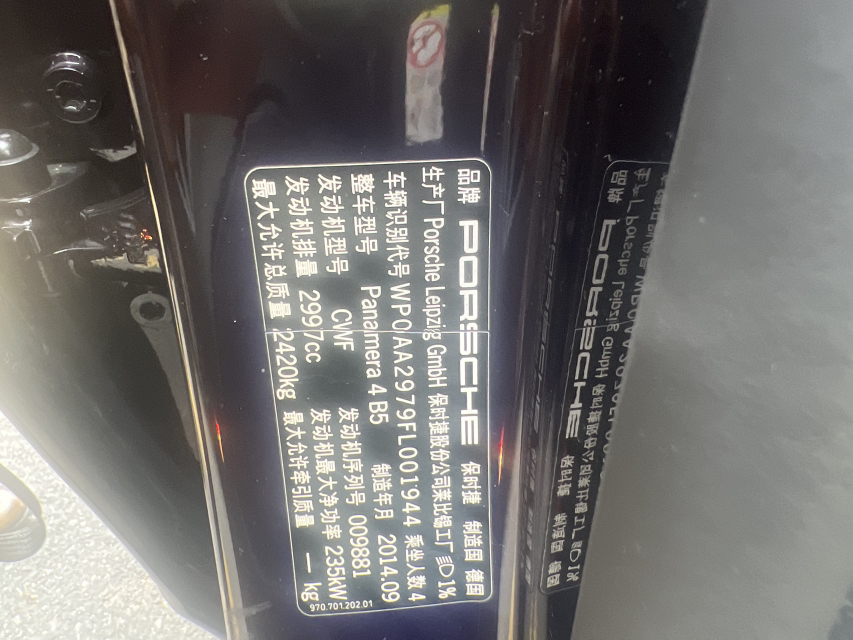 品牌 PORSCHE 保时捷 制造国 德国
生产厂 Porsche Leipzig GmbH 保时捷股份公司莱比锡工厂 1%
车辆识别代号 WP0AA2979FL001944 乘坐人数 4
整车型号 Panamera 4 B5 制造年月 2014.09
发动机型号 CWF 发动机序列号 009881
发动机排量 2997cc 发动机最大净功率 235kW
最大允许总质量 2420kg 最大允许牵引质量 — kg
970.701.202.01